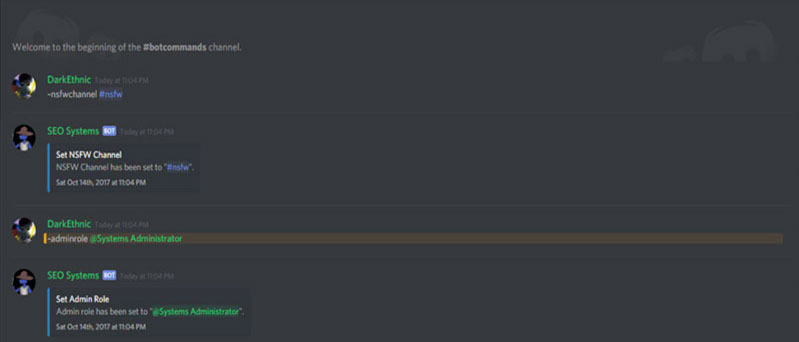 Welcome to the beginning of the #botcommands channel.
DarkEthnic Today at 11:04 PM
~nsfwchannel #nsfw
SEO Systems BOT Today at 11:04 PM
Set NSFW Channel
NSFW Channel has been set to "#nsfw".
Sat Oct 14th, 2017 at 11:04 PM
DarkEthnic Today at 11:04 PM
~adminrole @Systems Administrator
SEO Systems BOT Today at 11:04 PM
Set Admin Role
Admin role has been set to "@Systems Administrator".
Sat Oct 14th, 2017 at 11:04 PM